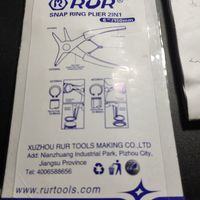 RUR
SNAP RING PLIER 2IN1
XUZHOU RUR TOOLS MAKING CO.,LTD
Add: Nianzhuang Industrial Park, Pizhou City,
Jiangsu Province
Tel: 4006588656
www.rurtools.com